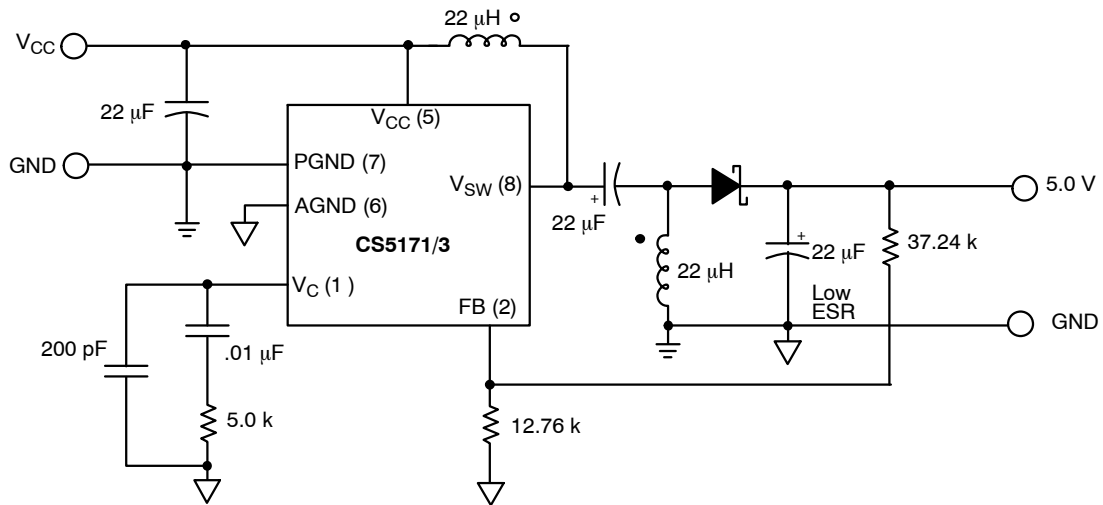 22 μH
V_CC
22 μF
V_CC (5)
GND
PGND (7)
V_SW (8)
5.0 V
AGND (6)
+
22 μF
CS5171/3
22 μH
+
22 μF
37.24 k
V_C (1 )
FB (2)
Low
ESR
GND
200 pF
.01 μF
5.0 k
12.76 k